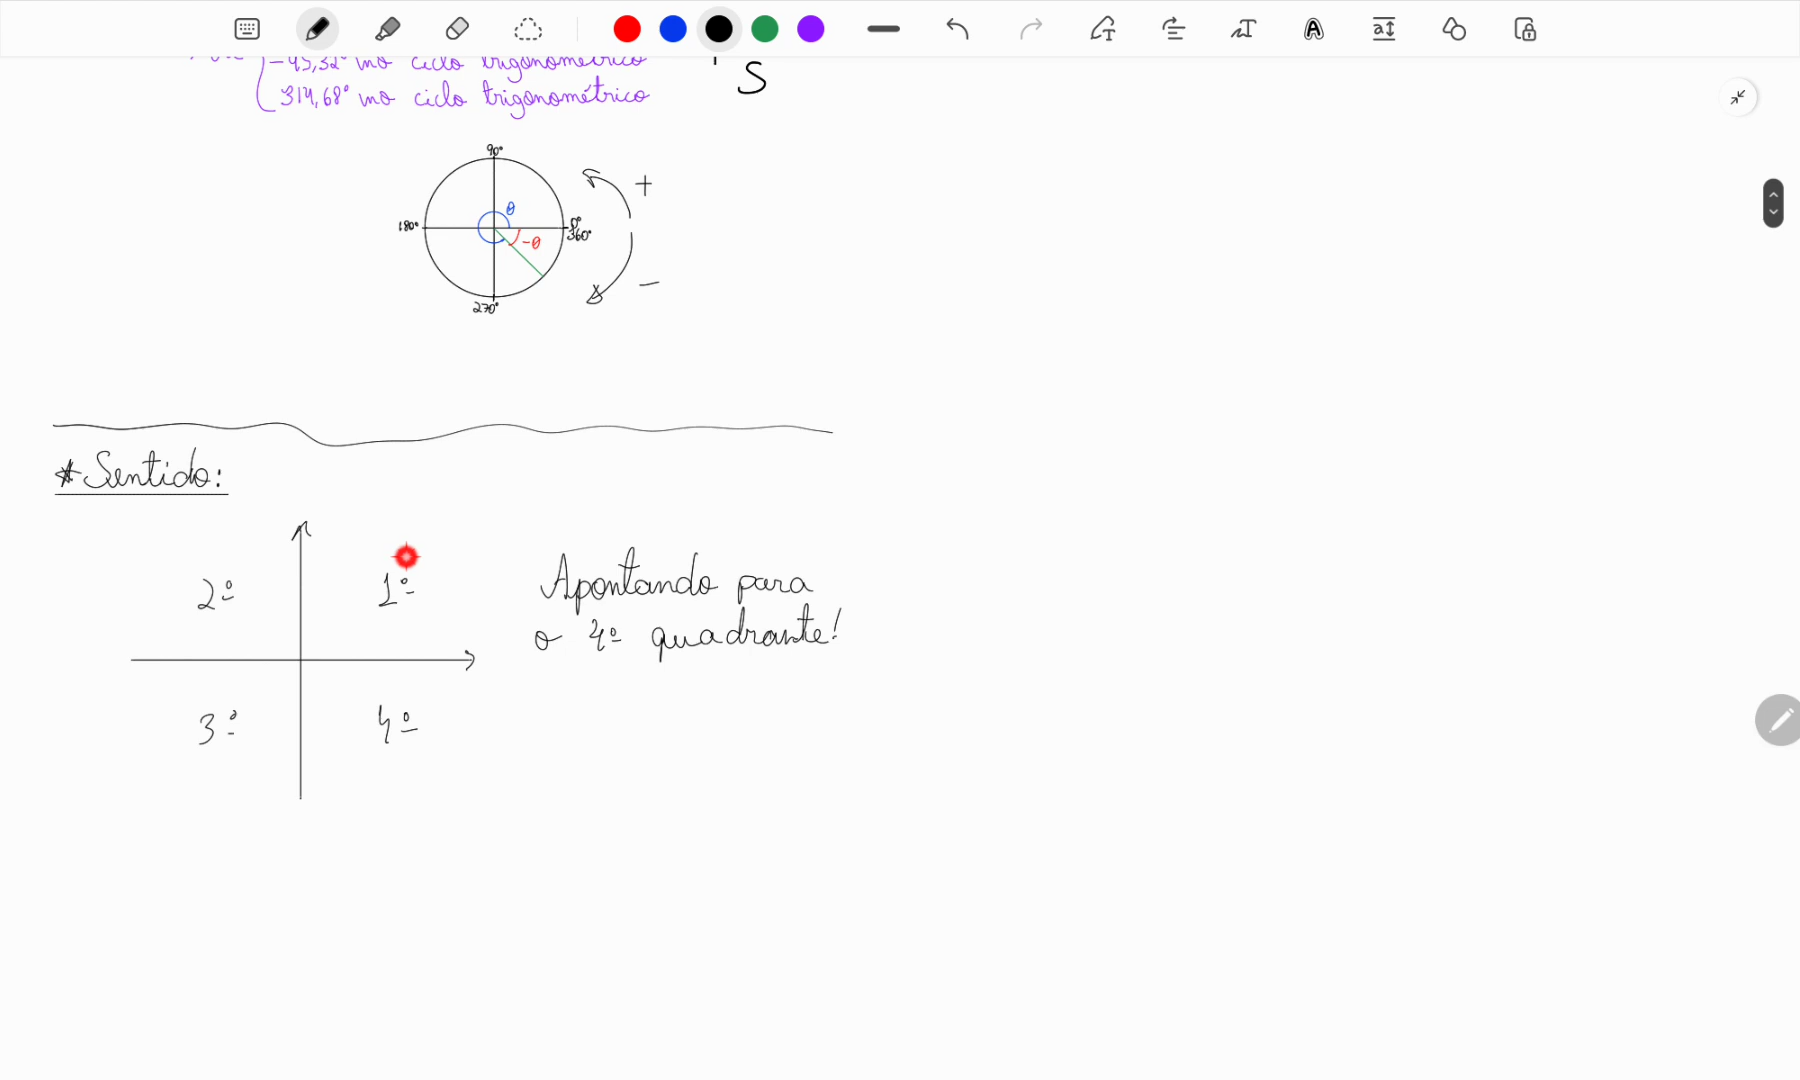 -45,32° no ciclo trigonométrico
314,68° no ciclo trigonométrico
S
90°
θ
180°
0°
360°
-θ
270°
+
-
* Sentido:
2º
1º
Apontando para
o 4º quadrante!
3º
4º